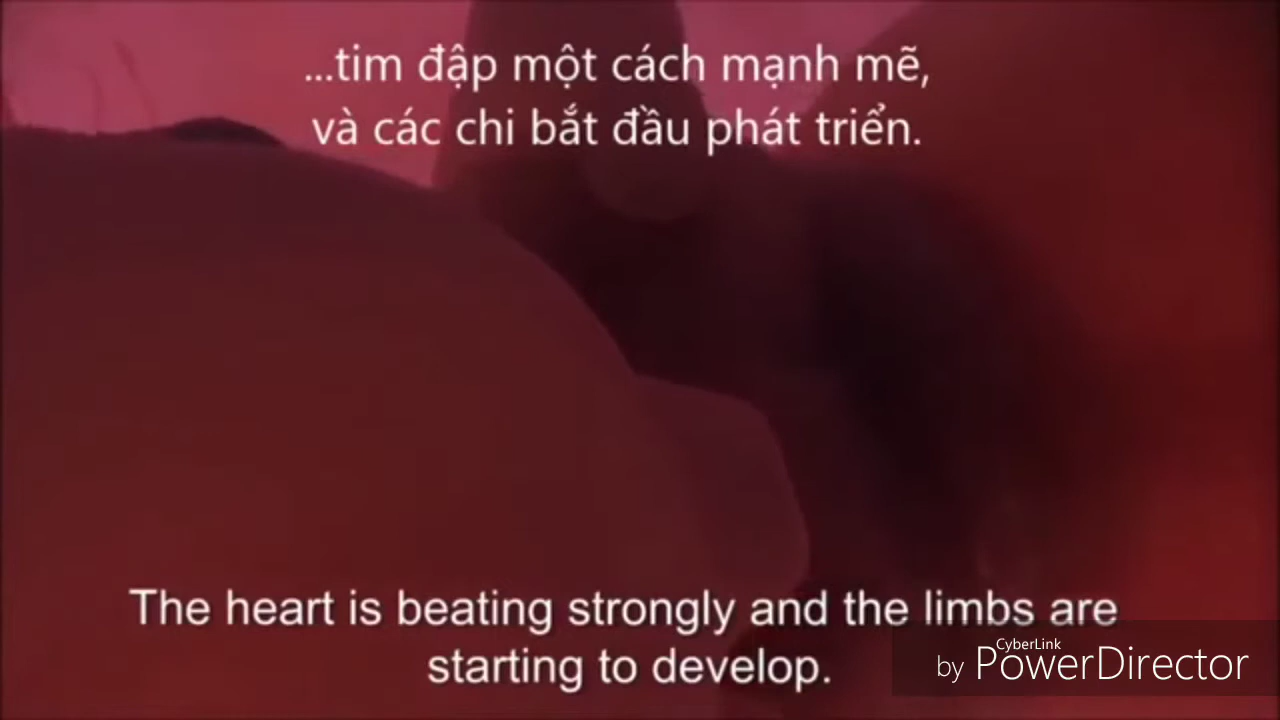 ...tim đập một cách mạnh mẽ,
và các chi bắt đầu phát triển.
The heart is beating strongly and the limbs are
starting to develop.
CyberLink
by PowerDirector